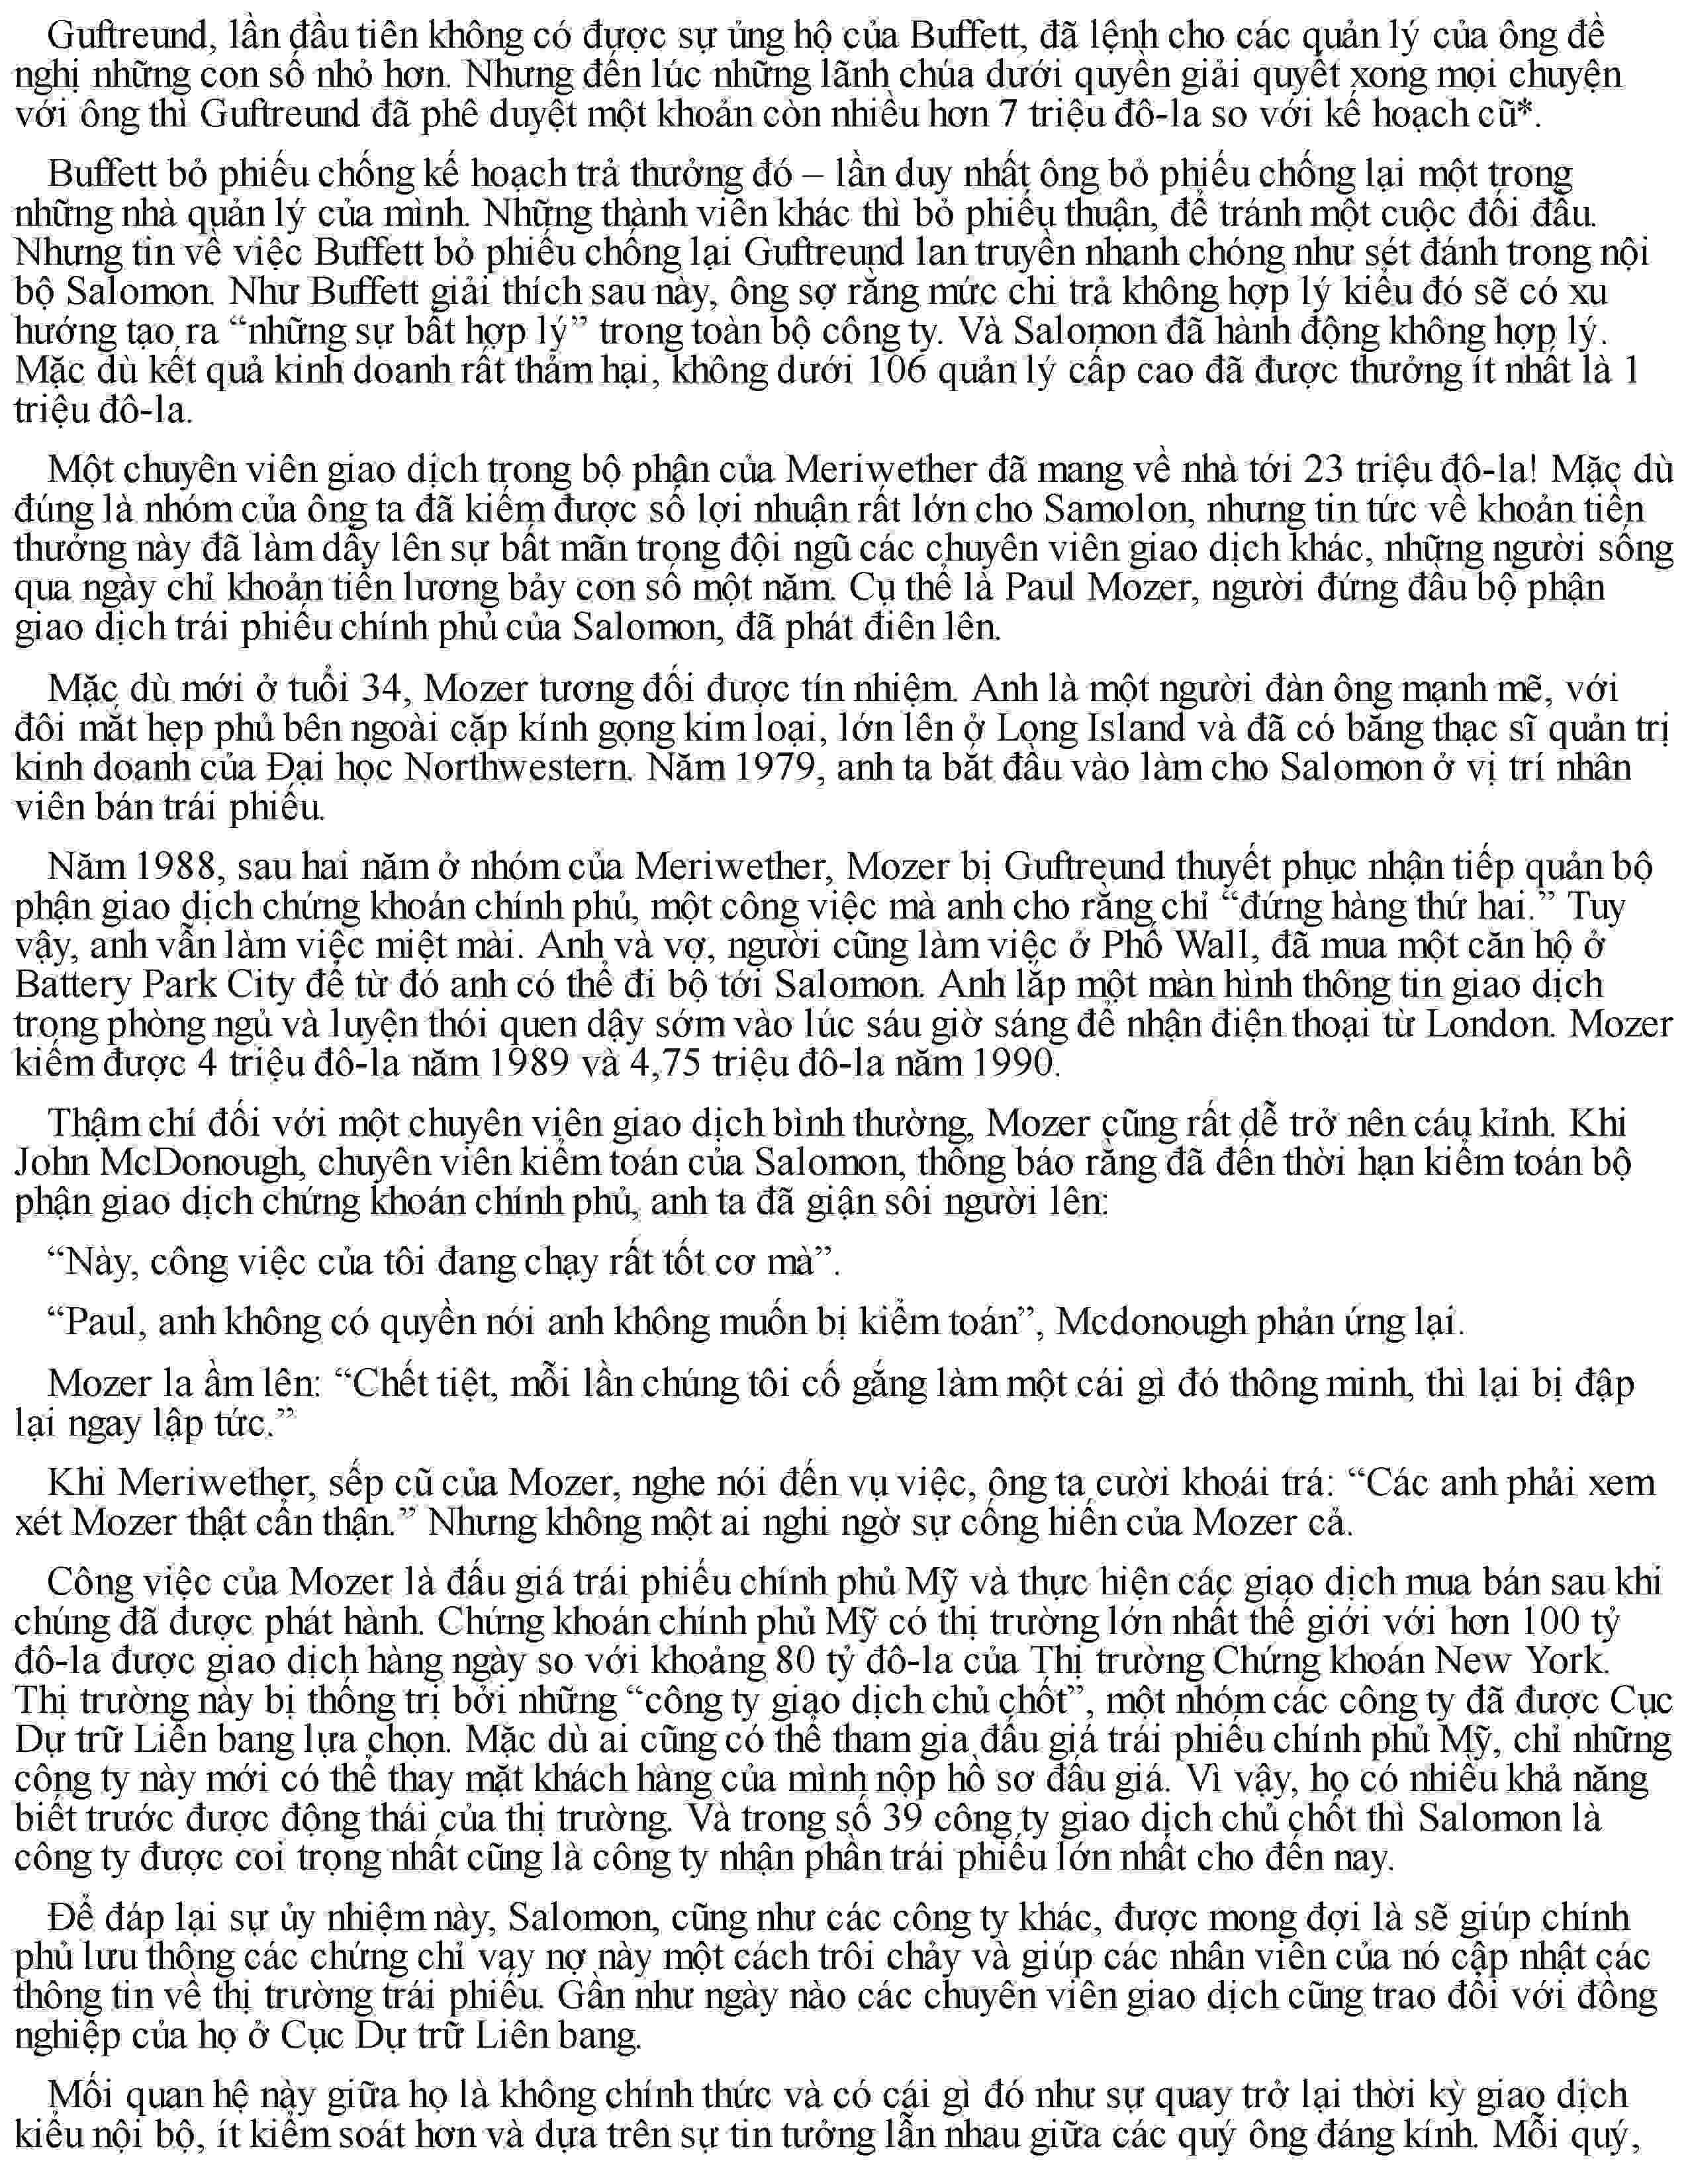 Guftreund, lần đầu tiên không có được sự ủng hộ của Buffett, đã lệnh cho các quản lý của ông đề
nghị những con số nhỏ hơn. Nhưng đến lúc những lãnh chúa dưới quyền giải quyết xong mọi chuyện
với ông thì Guftreund đã phê duyệt một khoản còn nhiều hơn 7 triệu đô-la so với kế hoạch cũ*.
Buffett bỏ phiếu chống kế hoạch trả thưởng đó – lần duy nhất ông bỏ phiếu chống lại một trong
những nhà quản lý của mình. Những thành viên khác thì bỏ phiếu thuận, để tránh một cuộc đối đầu.
Nhưng tin về việc Buffett bỏ phiếu chống lại Guftreund lan truyền nhanh chóng như sét đánh trong nội
bộ Salomon. Như Buffett giải thích sau này, ông sợ rằng mức chi trả không hợp lý kiểu đó sẽ có xu
hướng tạo ra “những sự bất hợp lý” trong toàn bộ công ty. Và Salomon đã hành động không hợp lý.
Mặc dù kết quả kinh doanh rất thảm hại, không dưới 106 quản lý cấp cao đã được thưởng ít nhất là 1
triệu đô-la.
Một chuyên viên giao dịch trong bộ phận của Meriwether đã mang về nhà tới 23 triệu đô-la! Mặc dù
đúng là nhóm của ông ta đã kiếm được số lợi nhuận rất lớn cho Samolon, nhưng tin tức về khoản tiền
thưởng này đã làm dấy lên sự bất mãn trong đội ngũ các chuyên viên giao dịch khác, những người sống
qua ngày chỉ khoản tiền lương bảy con số một năm. Cụ thể là Paul Mozer, người đứng đầu bộ phận
giao dịch trái phiếu chính phủ của Salomon, đã phát điên lên.
Mặc dù mới ở tuổi 34, Mozer tương đối được tín nhiệm. Anh là một người đàn ông mạnh mẽ, với
đôi mắt hẹp phủ bên ngoài cặp kính gọng kim loại, lớn lên ở Long Island và đã có bằng thạc sĩ quản trị
kinh doanh của Đại học Northwestern. Năm 1979, anh ta bắt đầu vào làm cho Salomon ở vị trí nhân
viên bán trái phiếu.
Năm 1988, sau hai năm ở nhóm của Meriwether, Mozer bị Guftreund thuyết phục nhận tiếp quản bộ
phận giao dịch chứng khoán chính phủ, một công việc mà anh cho rằng chỉ “đứng hàng thứ hai.” Tuy
vậy, anh vẫn làm việc miệt mài. Anh và vợ, người cũng làm việc ở Phố Wall, đã mua một căn hộ ở
Battery Park City để từ đó anh có thể đi bộ tới Salomon. Anh lắp một màn hình thông tin giao dịch
trong phòng ngủ và luyện thói quen dậy sớm vào lúc sáu giờ sáng để nhận điện thoại từ London. Mozer
kiếm được 4 triệu đô-la năm 1989 và 4,75 triệu đô-la năm 1990.
Thậm chí đối với một chuyên viên giao dịch bình thường, Mozer cũng rất dễ trở nên cáu kỉnh. Khi
John McDonough, chuyên viên kiểm toán của Salomon, thông báo rằng đã đến thời hạn kiểm toán bộ
phận giao dịch chứng khoán chính phủ, anh ta đã giận sôi người lên:
“Này, công việc của tôi đang chạy rất tốt cơ mà”.
“Paul, anh không có quyền nói anh không muốn bị kiểm toán”, Mcdonough phản ứng lại.
Mozer la ầm lên: “Chết tiệt, mỗi lần chúng tôi cố gắng làm một cái gì đó thông minh, thì lại bị đập
lại ngay lập tức.”
Khi Meriwether, sếp cũ của Mozer, nghe nói đến vụ việc, ông ta cười khoái trá: “Các anh phải xem
xét Mozer thật cẩn thận.” Nhưng không một ai nghi ngờ sự cống hiến của Mozer cả.
Công việc của Mozer là đấu giá trái phiếu chính phủ Mỹ và thực hiện các giao dịch mua bán sau khi
chúng đã được phát hành. Chứng khoán chính phủ Mỹ có thị trường lớn nhất thế giới với hơn 100 tỷ
đô-la được giao dịch hàng ngày so với khoảng 80 tỷ đô-la của Thị trường Chứng khoán New York.
Thị trường này bị thống trị bởi những “công ty giao dịch chủ chốt”, một nhóm các công ty đã được Cục
Dự trữ Liên bang lựa chọn. Mặc dù ai cũng có thể tham gia đấu giá trái phiếu chính phủ Mỹ, chỉ những
công ty này mới có thể thay mặt khách hàng của mình nộp hồ sơ đấu giá. Vì vậy, họ có nhiều khả năng
biết trước được động thái của thị trường. Và trong số 39 công ty giao dịch chủ chốt thì Salomon là
công ty được coi trọng nhất cũng là công ty nhận phần trái phiếu lớn nhất cho đến nay.
Để đáp lại sự ủy nhiệm này, Salomon, cũng như các công ty khác, được mong đợi là sẽ giúp chính
phủ lưu thông các chứng chỉ vay nợ này một cách trôi chảy và giúp các nhân viên của nó cập nhật các
thông tin về thị trường trái phiếu. Gần như ngày nào các chuyên viên giao dịch cũng trao đổi với đồng
nghiệp của họ ở Cục Dự trữ Liên bang.
Mối quan hệ này giữa họ là không chính thức và có cái gì đó như sự quay trở lại thời kỳ giao dịch
kiểu nội bộ, ít kiểm soát hơn và dựa trên sự tin tưởng lẫn nhau giữa các quý ông đáng kính. Mỗi quý,